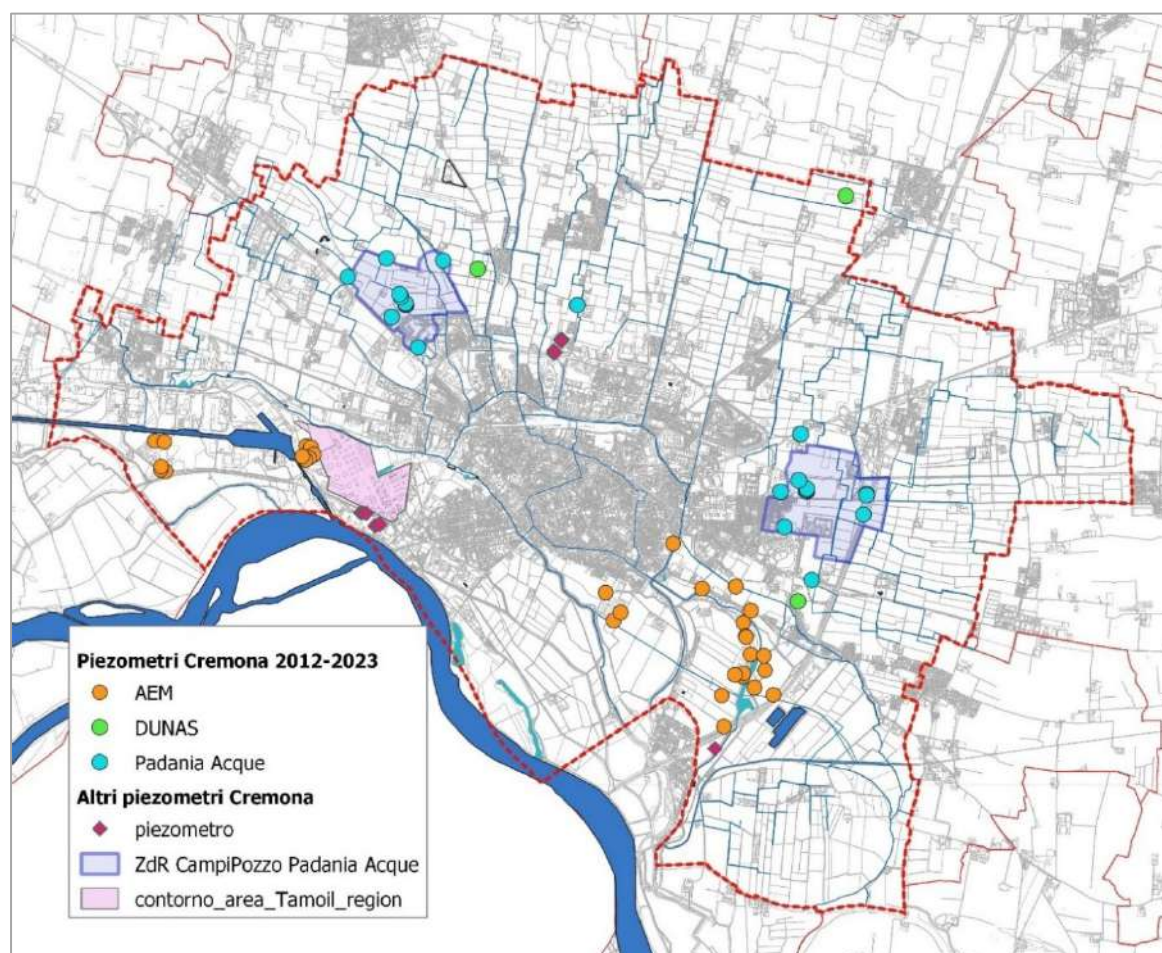 Piezometri Cremona 2012-2023
AEM
DUNAS
Padania Acque
Altri piezometri Cremona
piezometro
ZdR CampiPozzo Padania Acque
contorno_area_Tamoil_region